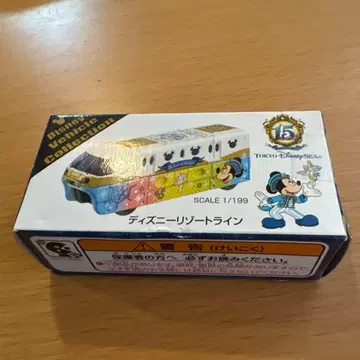 Disney
Vehicle
Collection
15
TOKYO DISNEYSEA
SCALE 1/199
ディズニーリゾートライン
警告（けいこく）
保護者の方へ 必ずお読みください。